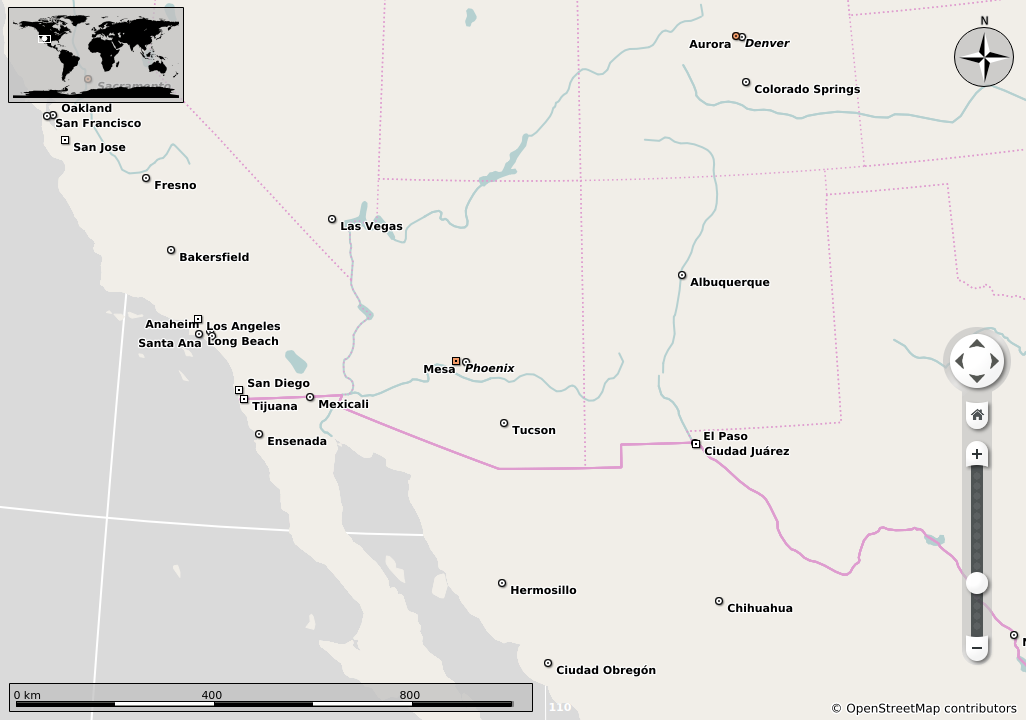 N
Aurora
Denver
Sacramento
Colorado Springs
Oakland
San Francisco
San Jose
Fresno
Las Vegas
Bakersfield
Albuquerque
Anaheim
Los Angeles
Santa Ana
Long Beach
Mesa
Phoenix
San Diego
Tijuana
Mexicali
Tucson
Ensenada
El Paso
Ciudad Juárez
Hermosillo
Chihuahua
Ciudad Obregón
0 km 400 800
110
© OpenStreetMap contributors